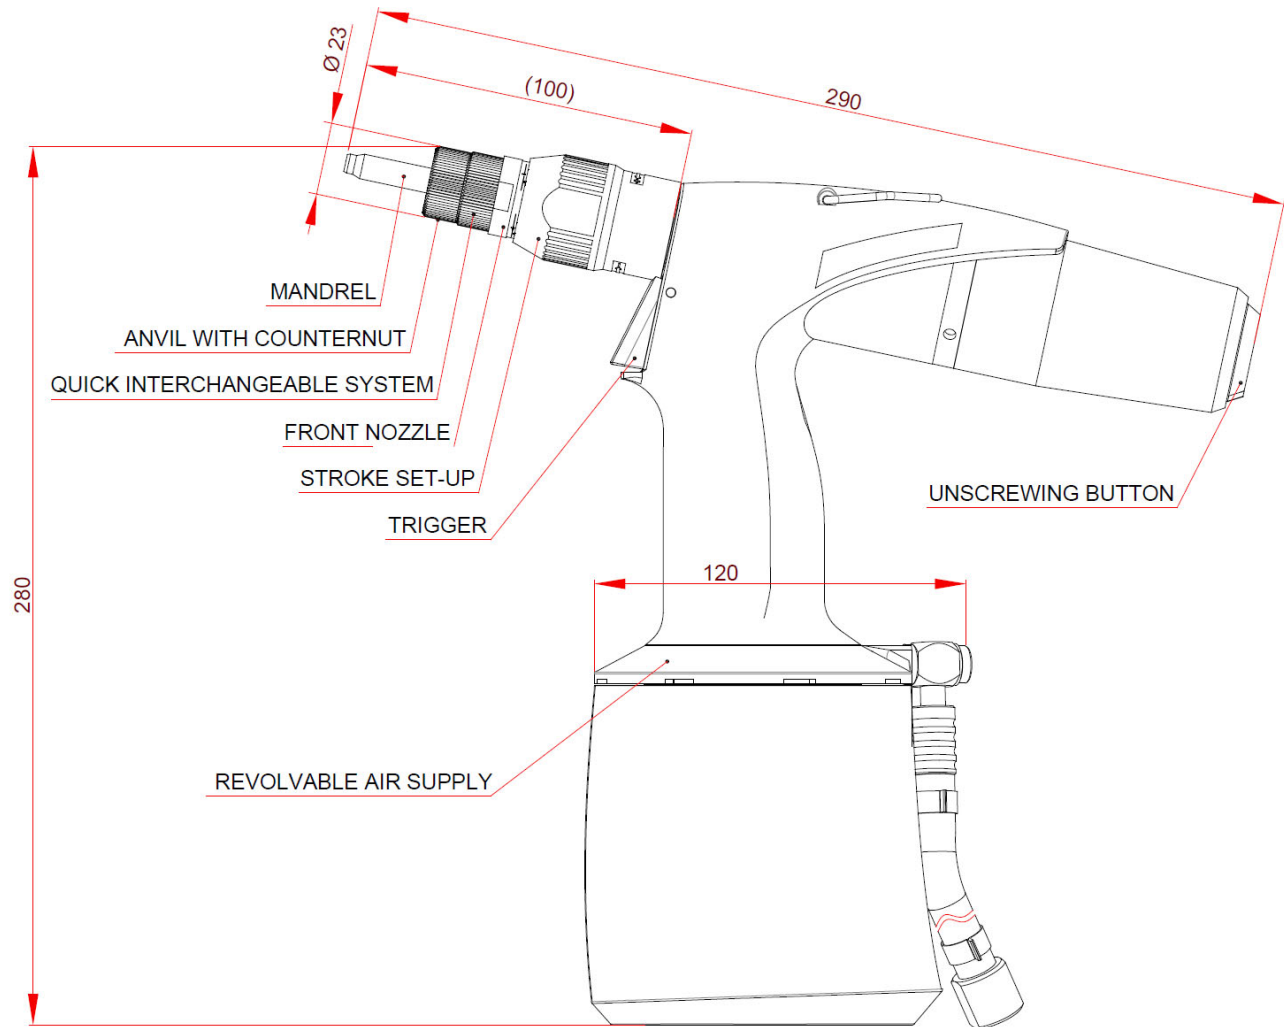 Ø 23
(100)
290
MANDREL
ANVIL WITH COUNTERNUT
QUICK INTERCHANGEABLE SYSTEM
FRONT NOZZLE
STROKE SET-UP
UNSCREWING BUTTON
TRIGGER
120
280
REVOLVABLE AIR SUPPLY